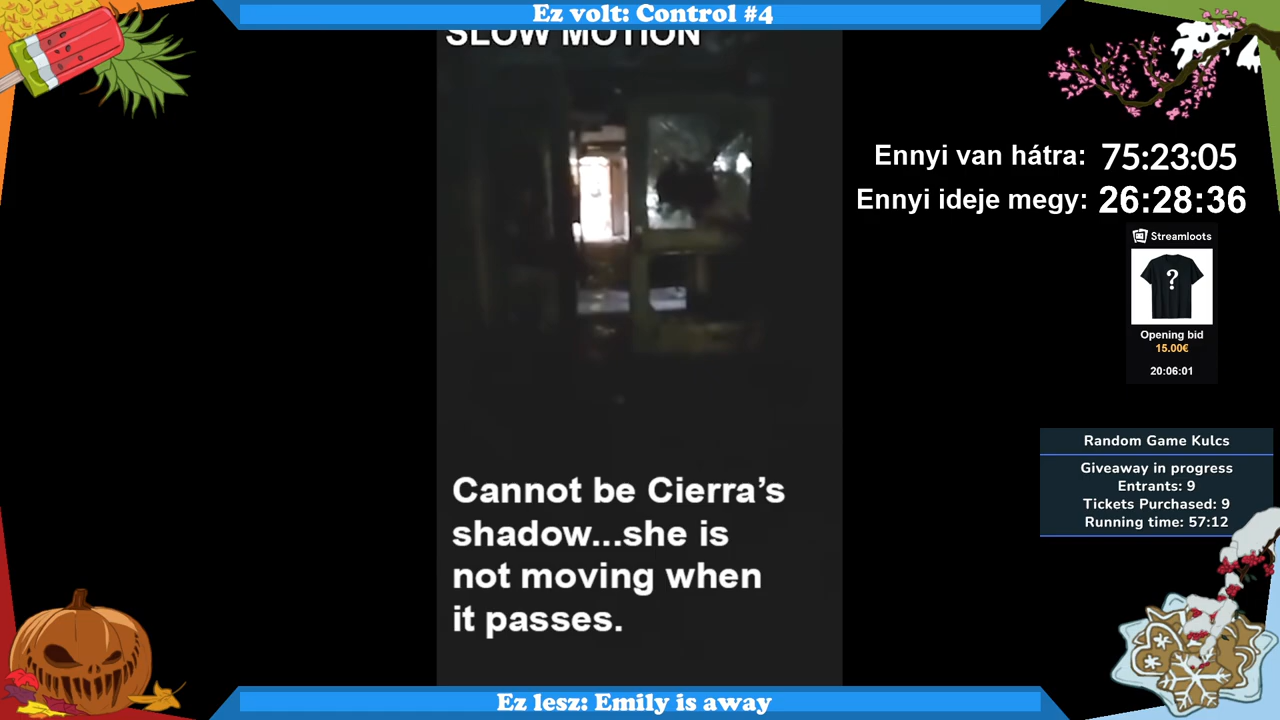 Ez volt: Control #4
SLOW MOTION
Ennyi van hátra: 75:23:05
Ennyi ideje megy: 26:28:36
Streamloots
?
Opening bid
15.00€
20:06:01
Random Game Kulcs
Giveaway in progress
Entrants: 9
Tickets Purchased: 9
Running time: 57:12
Cannot be Cierra’s
shadow...she is
not moving when
it passes.
Ez lesz: Emily is away